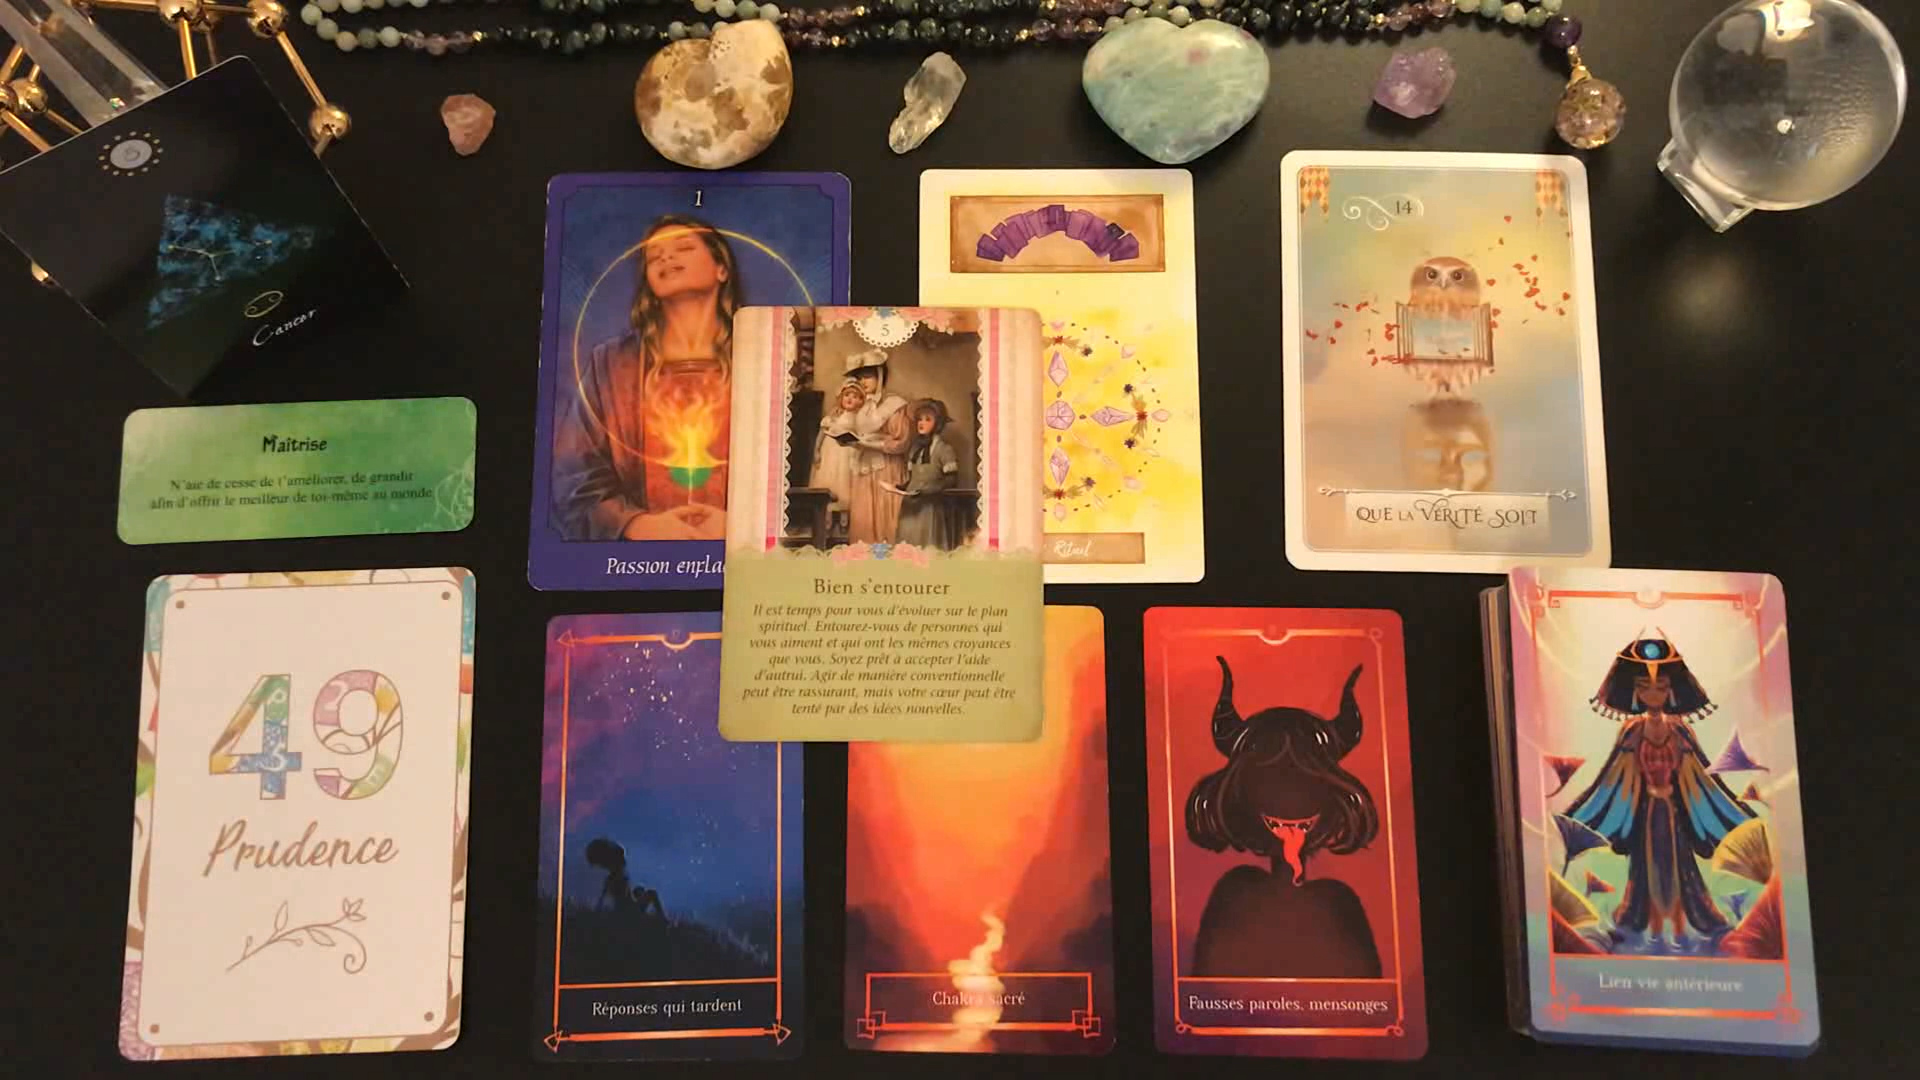 5
Cancer
Maîtrise
N'aie de cesse de t'améliorer, de grandir
afin d'offrir le meilleur de toi-même au monde
49
Prudence
1
Passion enfla
Rituel
14
QUE LA VÉRITÉ SOIT
5
Bien s'entourer
Il est temps pour vous d'évoluer sur le plan
spirituel. Entourez-vous de personnes qui
vous aiment et qui ont les mêmes croyances
que vous. Soyez prêt à accepter l'aide
d'autrui. Agir de manière conventionnelle
peut être rassurant, mais votre cœur peut être
tenté par des idées nouvelles.
Réponses qui tardent
Chakra sacré
Fausses paroles, mensonges
Lien vie antérieure